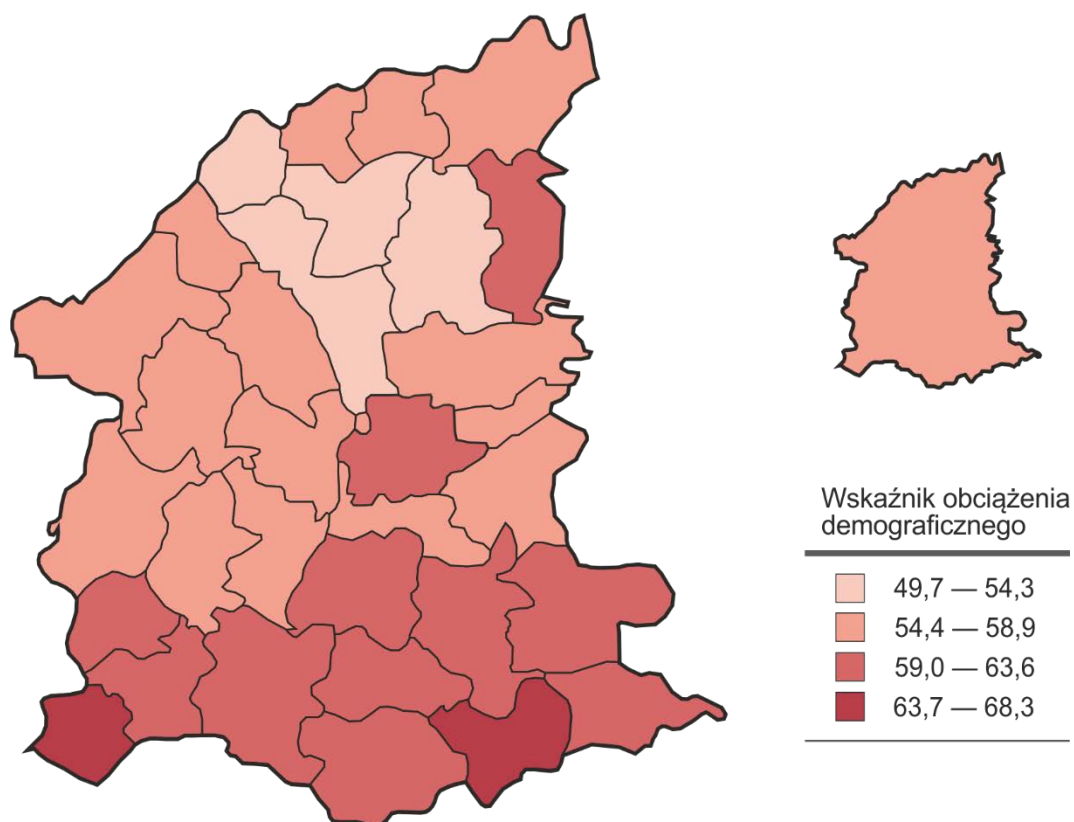 Wskaźnik obciążenia
demograficznego
49,7 — 54,3
54,4 — 58,9
59,0 — 63,6
63,7 — 68,3